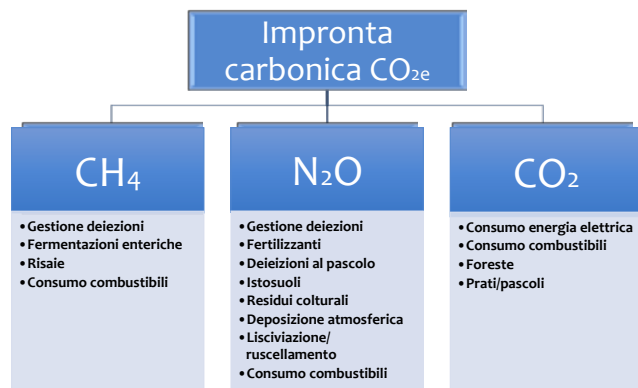 Impronta
carbonica CO₂e
CH₄
• Gestione deiezioni
• Fermentazioni enteriche
• Risaie
• Consumo combustibili
N₂O
• Gestione deiezioni
• Fertilizzanti
• Deieizioni al pascolo
• Istosuoli
• Residui colturali
• Deposizione atmosferica
• Lisciviazione/
ruscellamento
• Consumo combustibili
CO₂
• Consumo energia elettrica
• Consumo combustibili
• Foreste
• Prati/pascoli